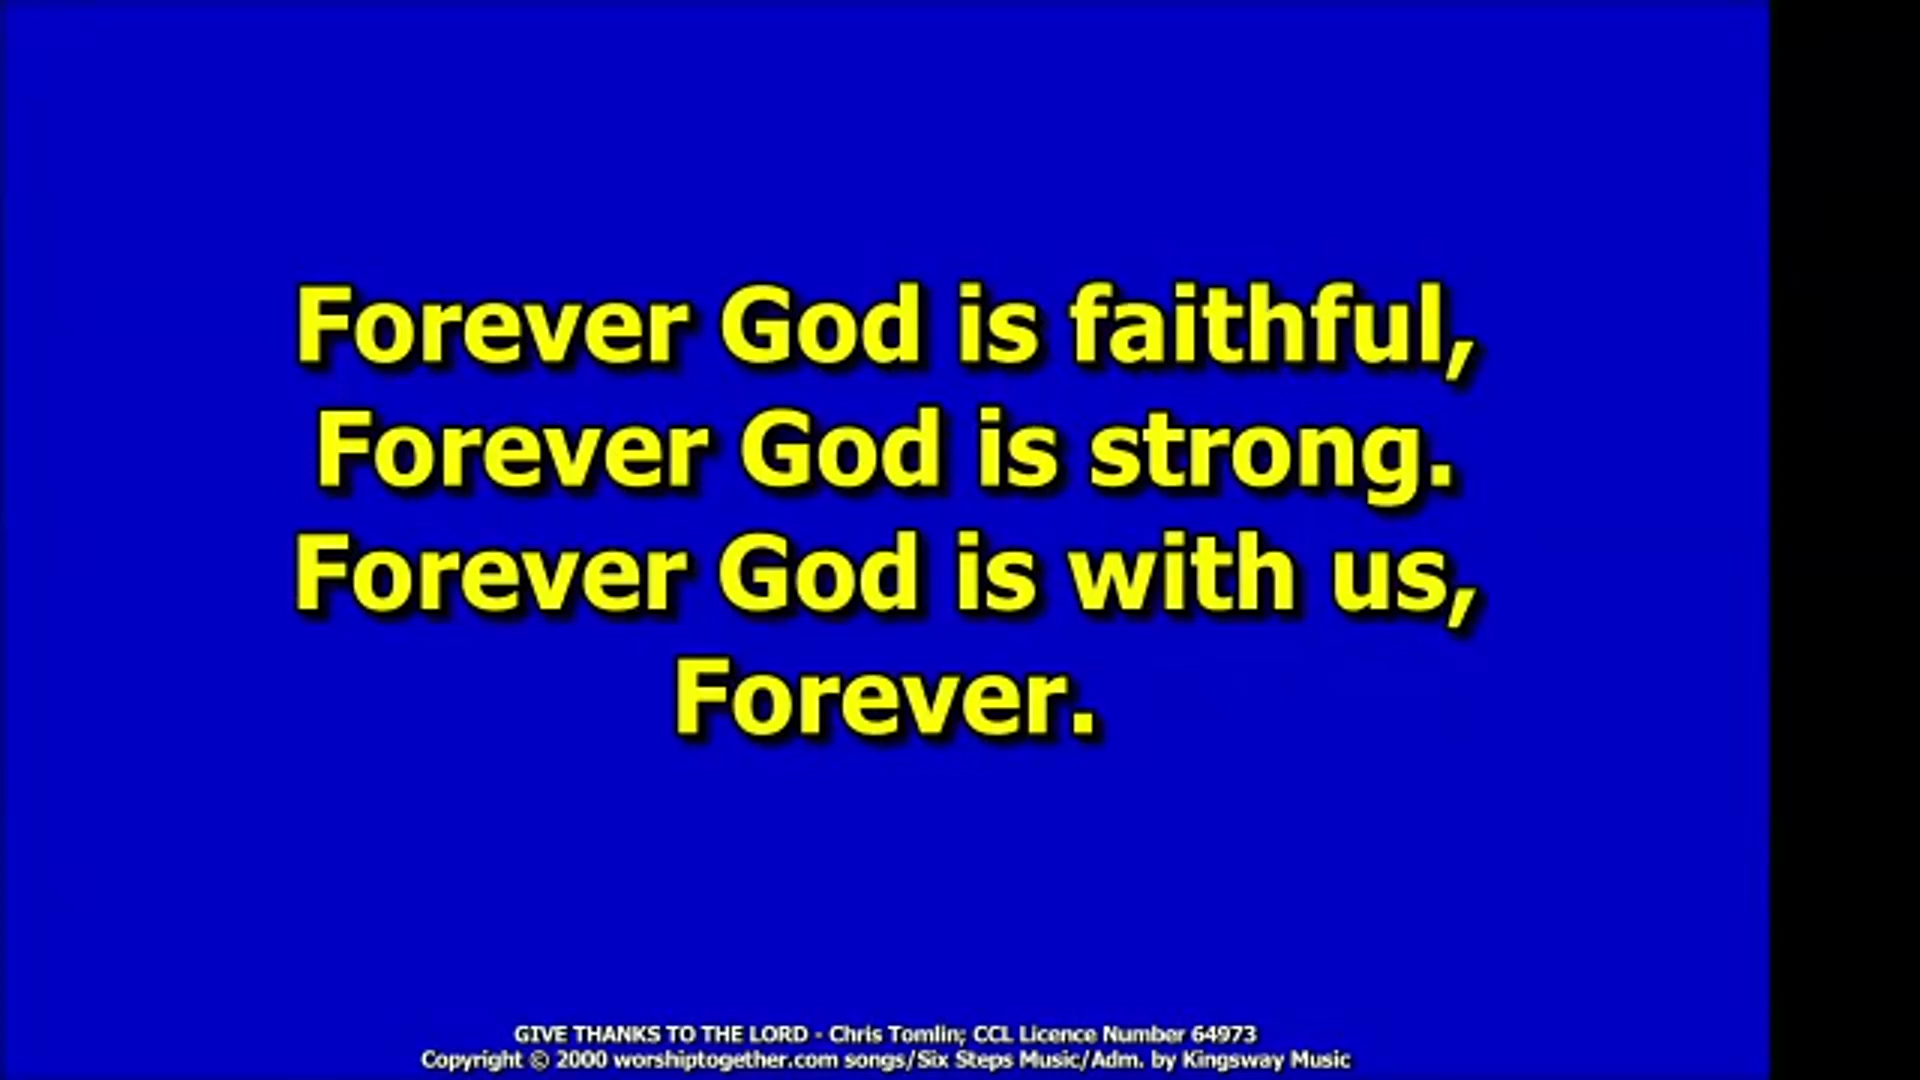 Forever God is faithful,
Forever God is strong.
Forever God is with us,
Forever.
GIVE THANKS TO THE LORD - Chris Tomlin; CCL Licence Number 64973
Copyright © 2000 worshiptogether.com songs/Six Steps Music/Adm. by Kingsway Music